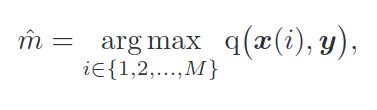 m̂ = arg max q(x(i), y),
i∈{1,2,...,M}